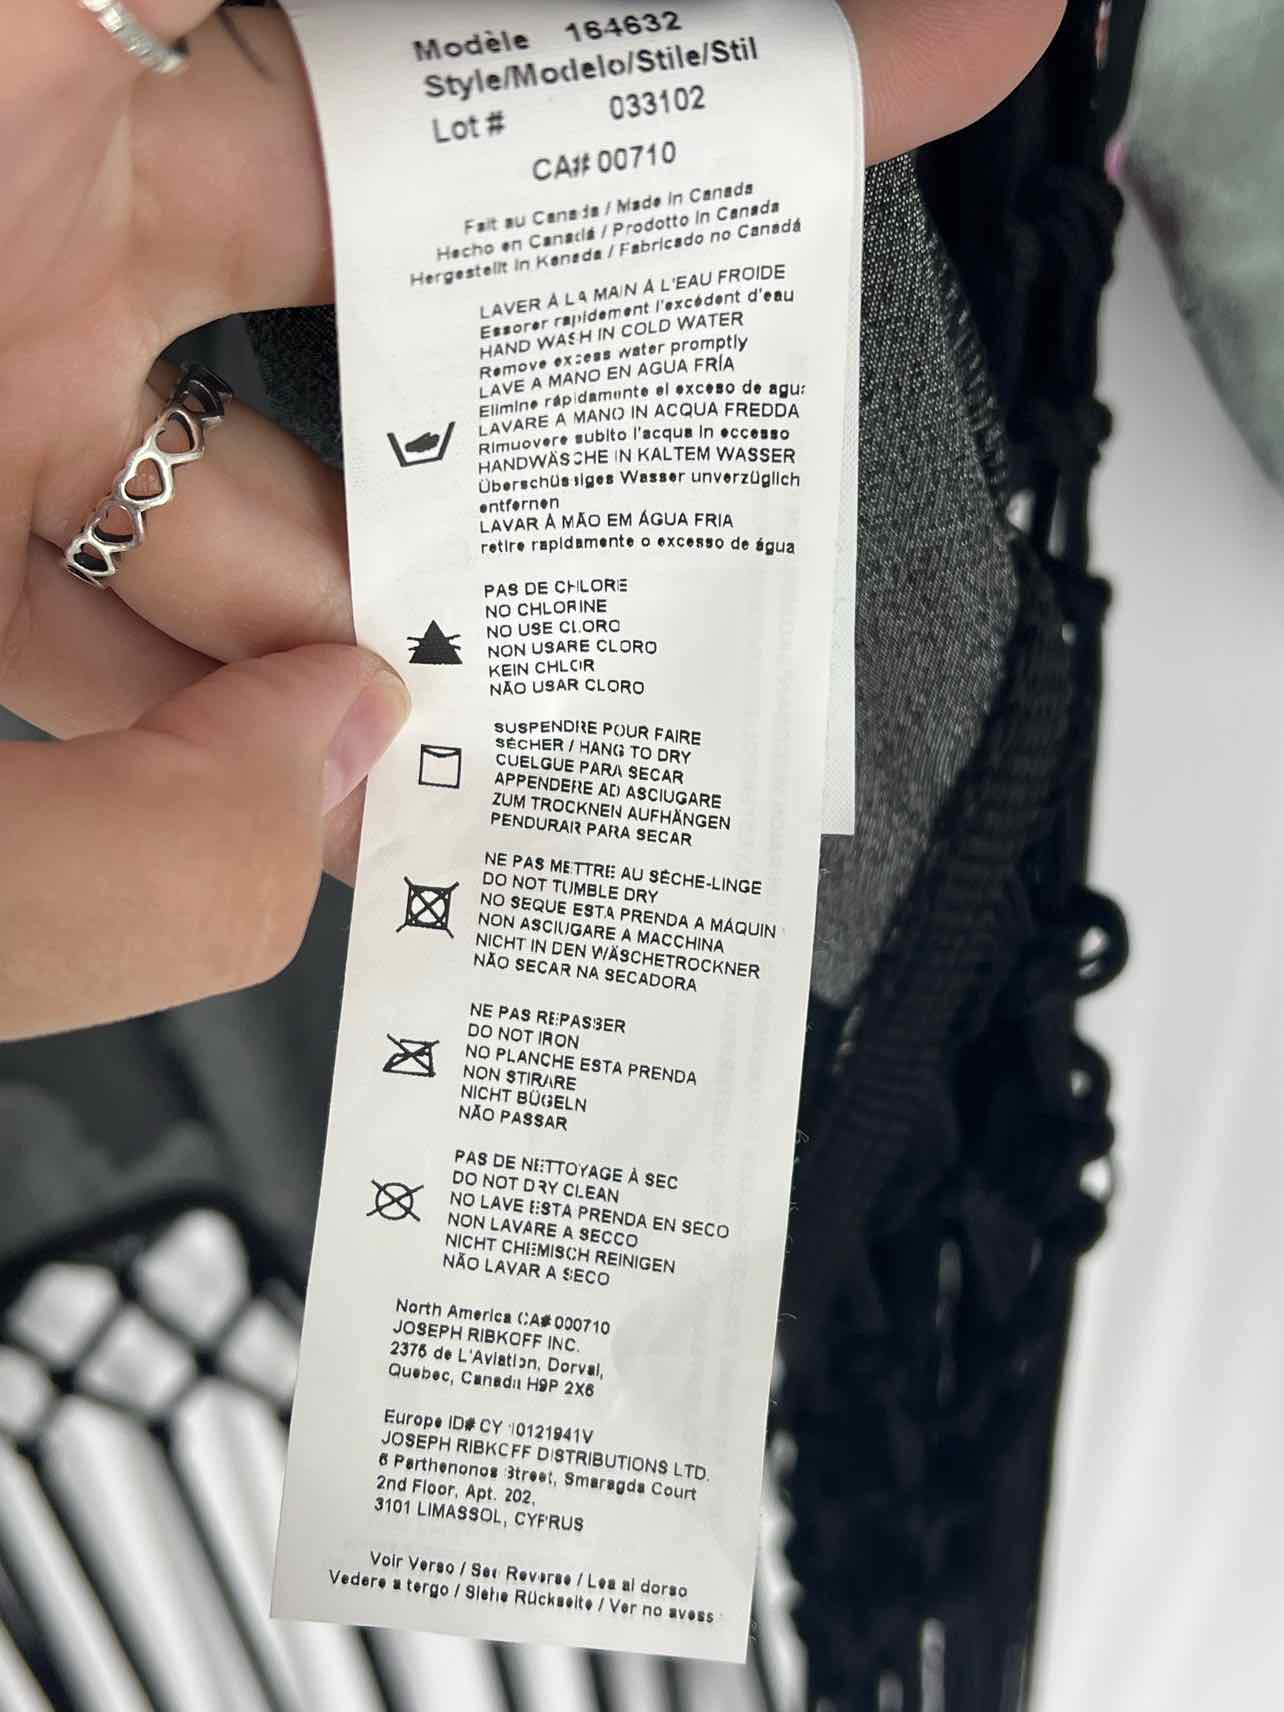 Modèle 164632
Style/Modelo/Stile/Stil
Lot # 033102
CA# 00710
Fait au Canada / Made in Canada
Hecho en Canadá / Prodotto in Canada
Hergestellt in Kanada / Fabricado no Canadá
LAVER À LA MAIN À L'EAU FROIDE
Essorer rapidement l'excédent d'eau
HAND WASH IN COLD WATER
Remove excess water promptly
LAVE A MANO EN AGUA FRÍA
Elimine rápidamente el exceso de agua
LAVARE A MANO IN ACQUA FREDDA
Rimuovere subito l'acqua in eccesso
HANDWÄSCHE IN KALTEM WASSER
Überschüssiges Wasser unverzüglich
entfernen
LAVAR À MÃO EM ÁGUA FRIA
retire rapidamente o excesso de água
PAS DE CHLORE
NO CHLORINE
NO USE CLORO
NON USARE CLORO
KEIN CHLOR
NÃO USAR CLORO
SUSPENDRE POUR FAIRE
SÉCHER / HANG TO DRY
CUELGUE PARA SECAR
APPENDERE AD ASCIUGARE
ZUM TROCKNEN AUFHÄNGEN
PENDURAR PARA SECAR
NE PAS METTRE AU SÈCHE-LINGE
DO NOT TUMBLE DRY
NO SEQUE ESTA PRENDA A MÁQUIN
NON ASCIUGARE A MACCHINA
NICHT IN DEN WÄSCHETROCKNER
NÃO SECAR NA SECADORA
NE PAS REPASSER
DO NOT IRON
NO PLANCHE ESTA PRENDA
NON STIRARE
NICHT BÜGELN
NÃO PASSAR
PAS DE NETTOYAGE À SEC
DO NOT DRY CLEAN
NO LAVE ESTA PRENDA EN SECO
NON LAVARE A SECCO
NICHT CHEMISCH REINIGEN
NÃO LAVAR A SECO
North America CA# 000710
JOSEPH RIBKOFF INC.
2375 de L'Aviation, Dorval,
Quebec, Canada H9P 2X6
Europe ID# CY 10121941V
JOSEPH RIBKOFF DISTRIBUTIONS LTD.
6 Parthenonos Street, Smaragda Court
2nd Floor, Apt. 202,
3101 LIMASSOL, CYPRUS
Voir Verso / See Reverse / Lea al dorso
Vedere a tergo / Siehe Rückseite / Ver no avess